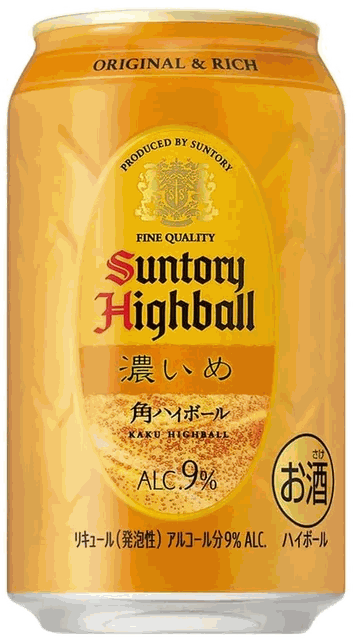 ORIGINAL & RICH
PRODUCED BY SUNTORY
FINE QUALITY
Suntory
Highball
濃いめ
角ハイボール
KAKU HIGHBALL
ALC.9%
さけ
お酒
リキュール(発泡性) アルコール分9% ALC. ハイボール